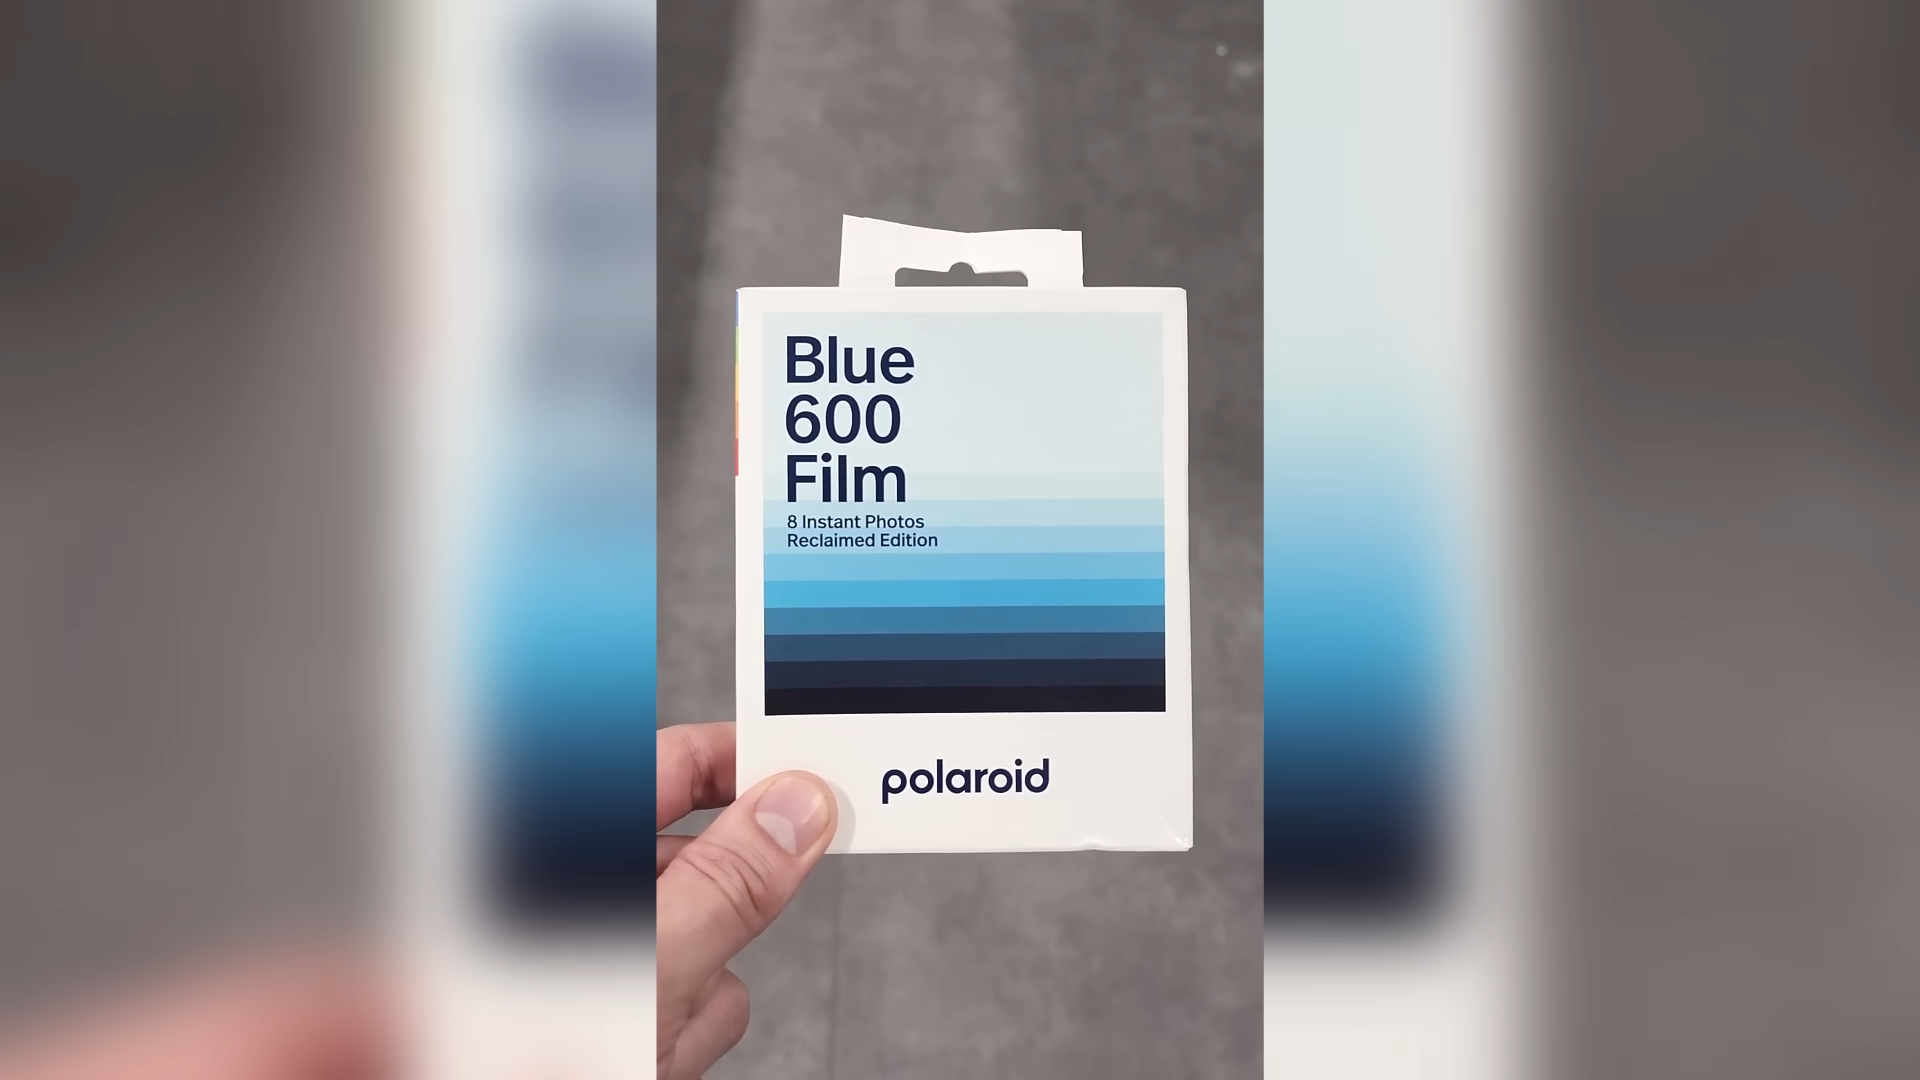 Blue
600
Film
8 Instant Photos
Reclaimed Edition
polaroid